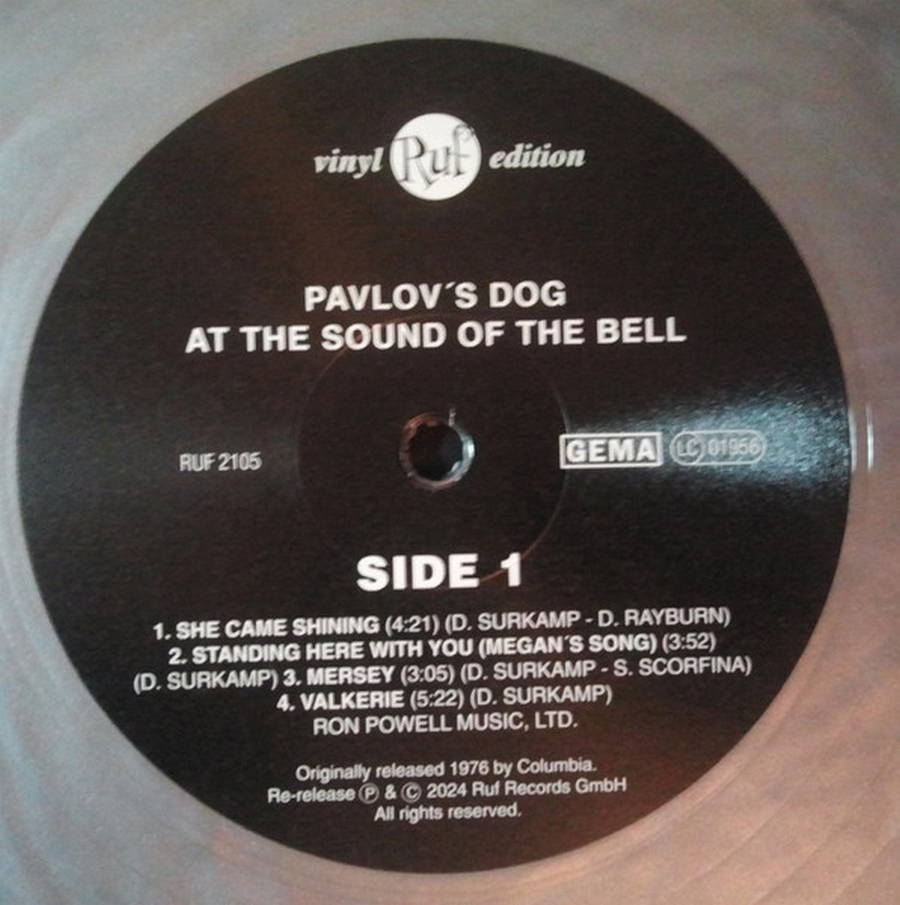 vinyl Ruf edition
PAVLOV´S DOG
AT THE SOUND OF THE BELL
RUF 2105
GEMA LC 01956
SIDE 1
1. SHE CAME SHINING (4:21) (D. SURKAMP - D. RAYBURN)
2. STANDING HERE WITH YOU (MEGAN´S SONG) (3:52)
(D. SURKAMP) 3. MERSEY (3:05) (D. SURKAMP - S. SCORFINA)
4. VALKERIE (5:22) (D. SURKAMP)
RON POWELL MUSIC, LTD.
Originally released 1976 by Columbia.
Re-release Ⓟ & © 2024 Ruf Records GmbH
All rights reserved.